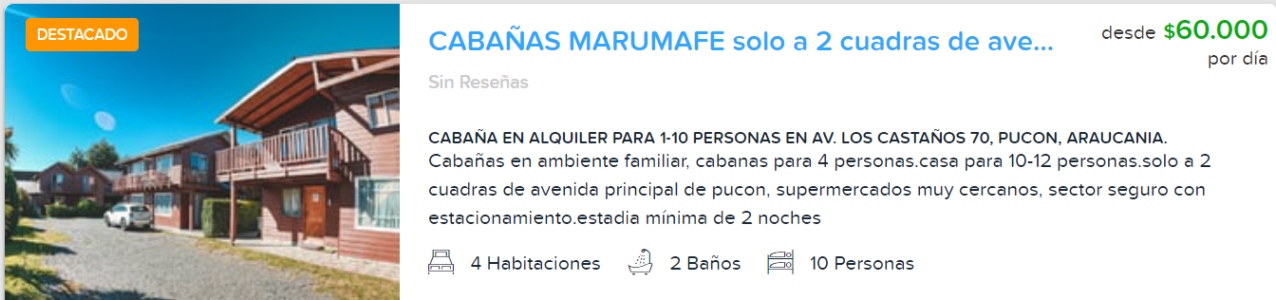 DESTACADO
CABAÑAS MARUMAFE solo a 2 cuadras de ave...
desde $60.000
por día
Sin Reseñas
CABAÑA EN ALQUILER PARA 1-10 PERSONAS EN AV. LOS CASTAÑOS 70, PUCON, ARAUCANIA.
Cabañas en ambiente familiar, cabanas para 4 personas.casa para 10-12 personas.solo a 2
cuadras de avenida principal de pucon, supermercados muy cercanos, sector seguro con
estacionamiento.estadia mínima de 2 noches
4 Habitaciones 2 Baños 10 Personas